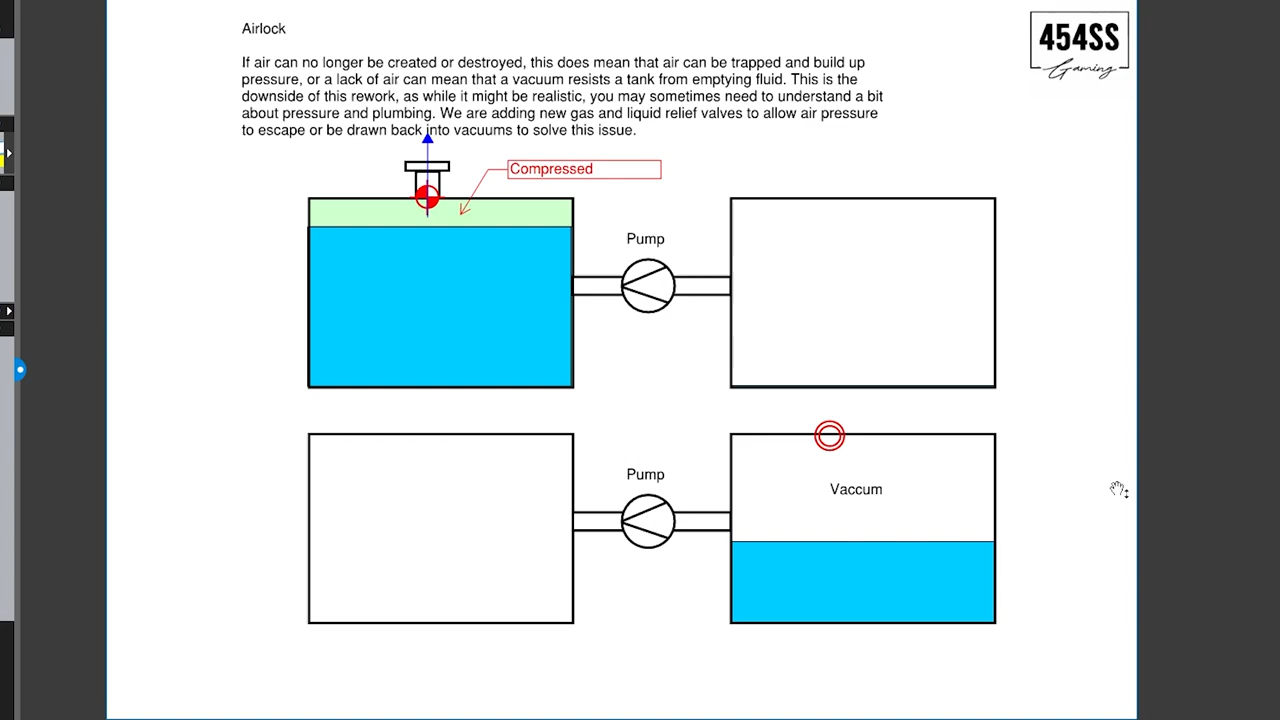 Airlock
454SS
Gaming
If air can no longer be created or destroyed, this does mean that air can be trapped and build up
pressure, or a lack of air can mean that a vacuum resists a tank from emptying fluid. This is the
downside of this rework, as while it might be realistic, you may sometimes need to understand a bit
about pressure and plumbing. We are adding new gas and liquid relief valves to allow air pressure
to escape or be drawn back into vacuums to solve this issue.
Compressed
Pump
Pump
Vaccum